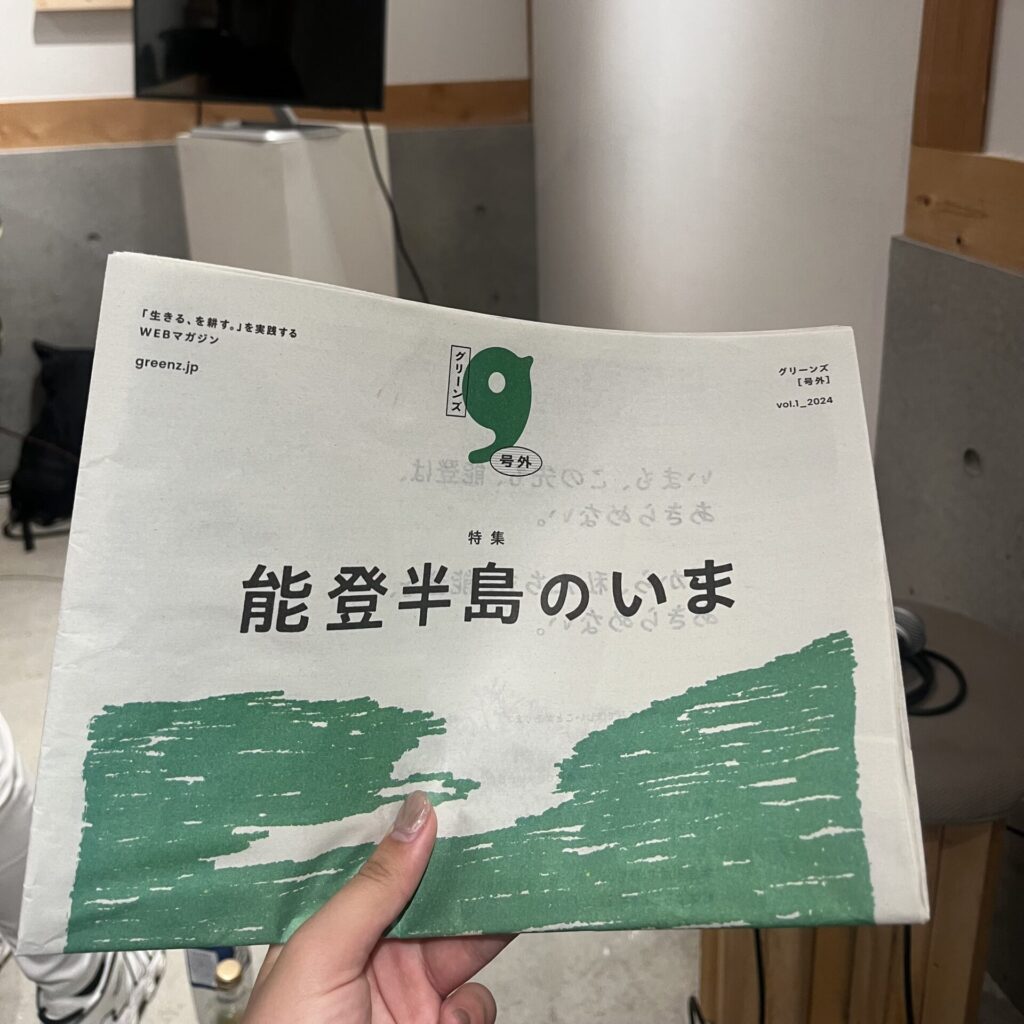 「生きる、を耕す。」を実践する
WEBマガジン
greenz.jp
グリーンズ
号外
グリーンズ
[号外]
vol.1_2024
特集
能登半島のいま